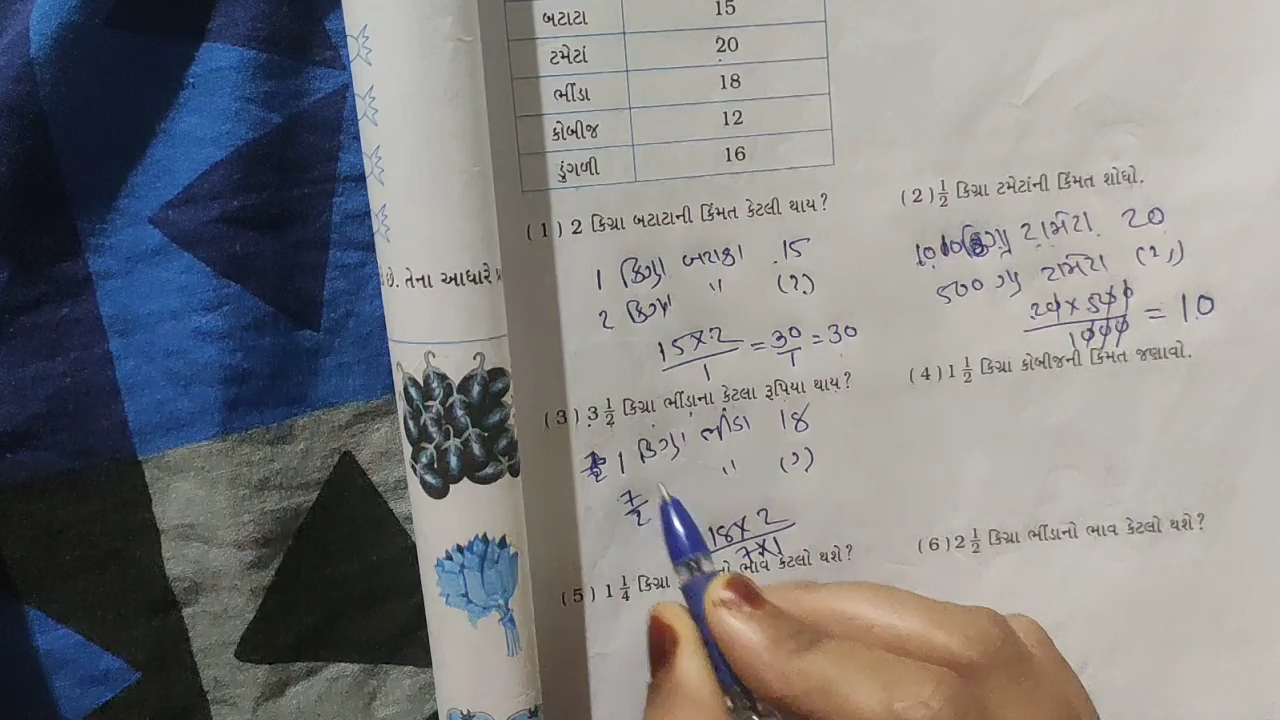 બટાટા 15
ટમેટાં 20
ભીંડા 18
કોબીજ 12
ડુંગળી 16
છે. તેના આધારે
(1) 2 કિગ્રા બટાટાની કિંમત કેટલી થાય?
1 કિગ્રા બટાકા 15
2 કિગ્રા " (?)
15 × 2 / 1 = 30 / 1 = 30
(2) 1/2 કિગ્રા ટમેટાંની કિંમત શોધો.
ટામેટા 20
500 ગ્રા ટામેટા (?)
20 × 500 / 1000 = 10
(3) 3 1/2 કિગ્રા ભીંડાના કેટલા રૂપિયા થાય?
1 કિગ્રા ભીંડા 18
7/2 " (?)
18 × 2 / 7 × 1
(4) 1 1/2 કિગ્રા કોબીજની કિંમત જણાવો.
(5) 1 1/4 કિગ્રા ભાવ કેટલો થશે?
(6) 2 1/2 કિગ્રા ભીંડાનો ભાવ કેટલો થશે?